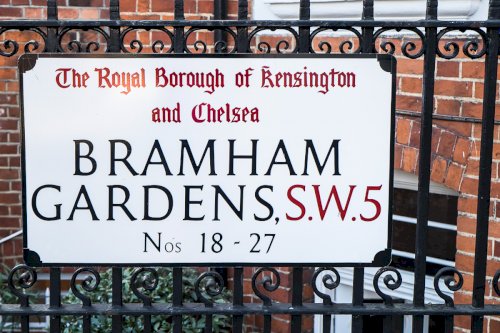 The Royal Borough of Kensington
and Chelsea
BRAMHAM
GARDENS, S.W.5
Nos 18 - 27